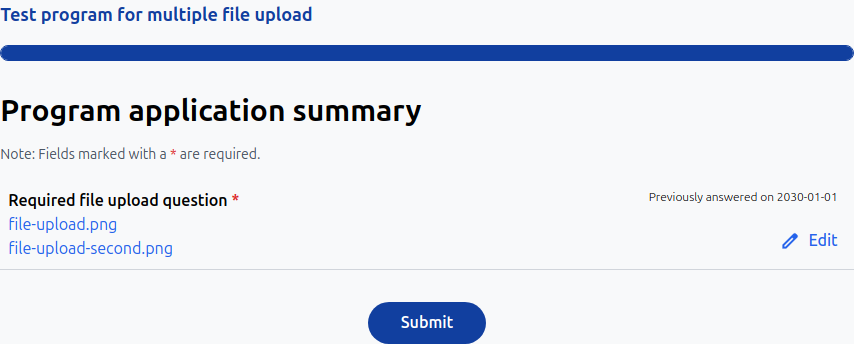 Test program for multiple file upload
Program application summary
Note: Fields marked with a * are required.
Required file upload question *
Previously answered on 2030-01-01
file-upload.png
file-upload-second.png
Edit
Submit